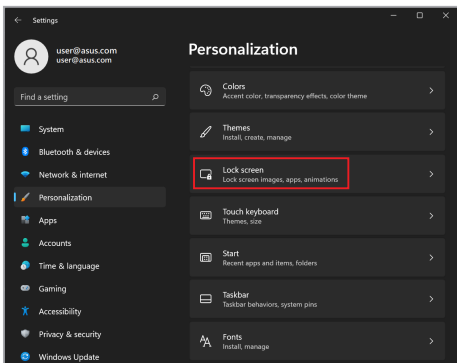 Settings
user@asus.com
user@asus.com
Find a setting
System
Bluetooth & devices
Network & internet
Personalization
Apps
Accounts
Time & language
Gaming
Accessibility
Privacy & security
Windows Update
Personalization
Colors
Accent color, transparency effects, color theme
Themes
Install, create, manage
Lock screen
Lock screen images, apps, animations
Touch keyboard
Themes, size
Start
Recent apps and items, folders
Taskbar
Taskbar behaviors, system pins
Fonts
Install, manage